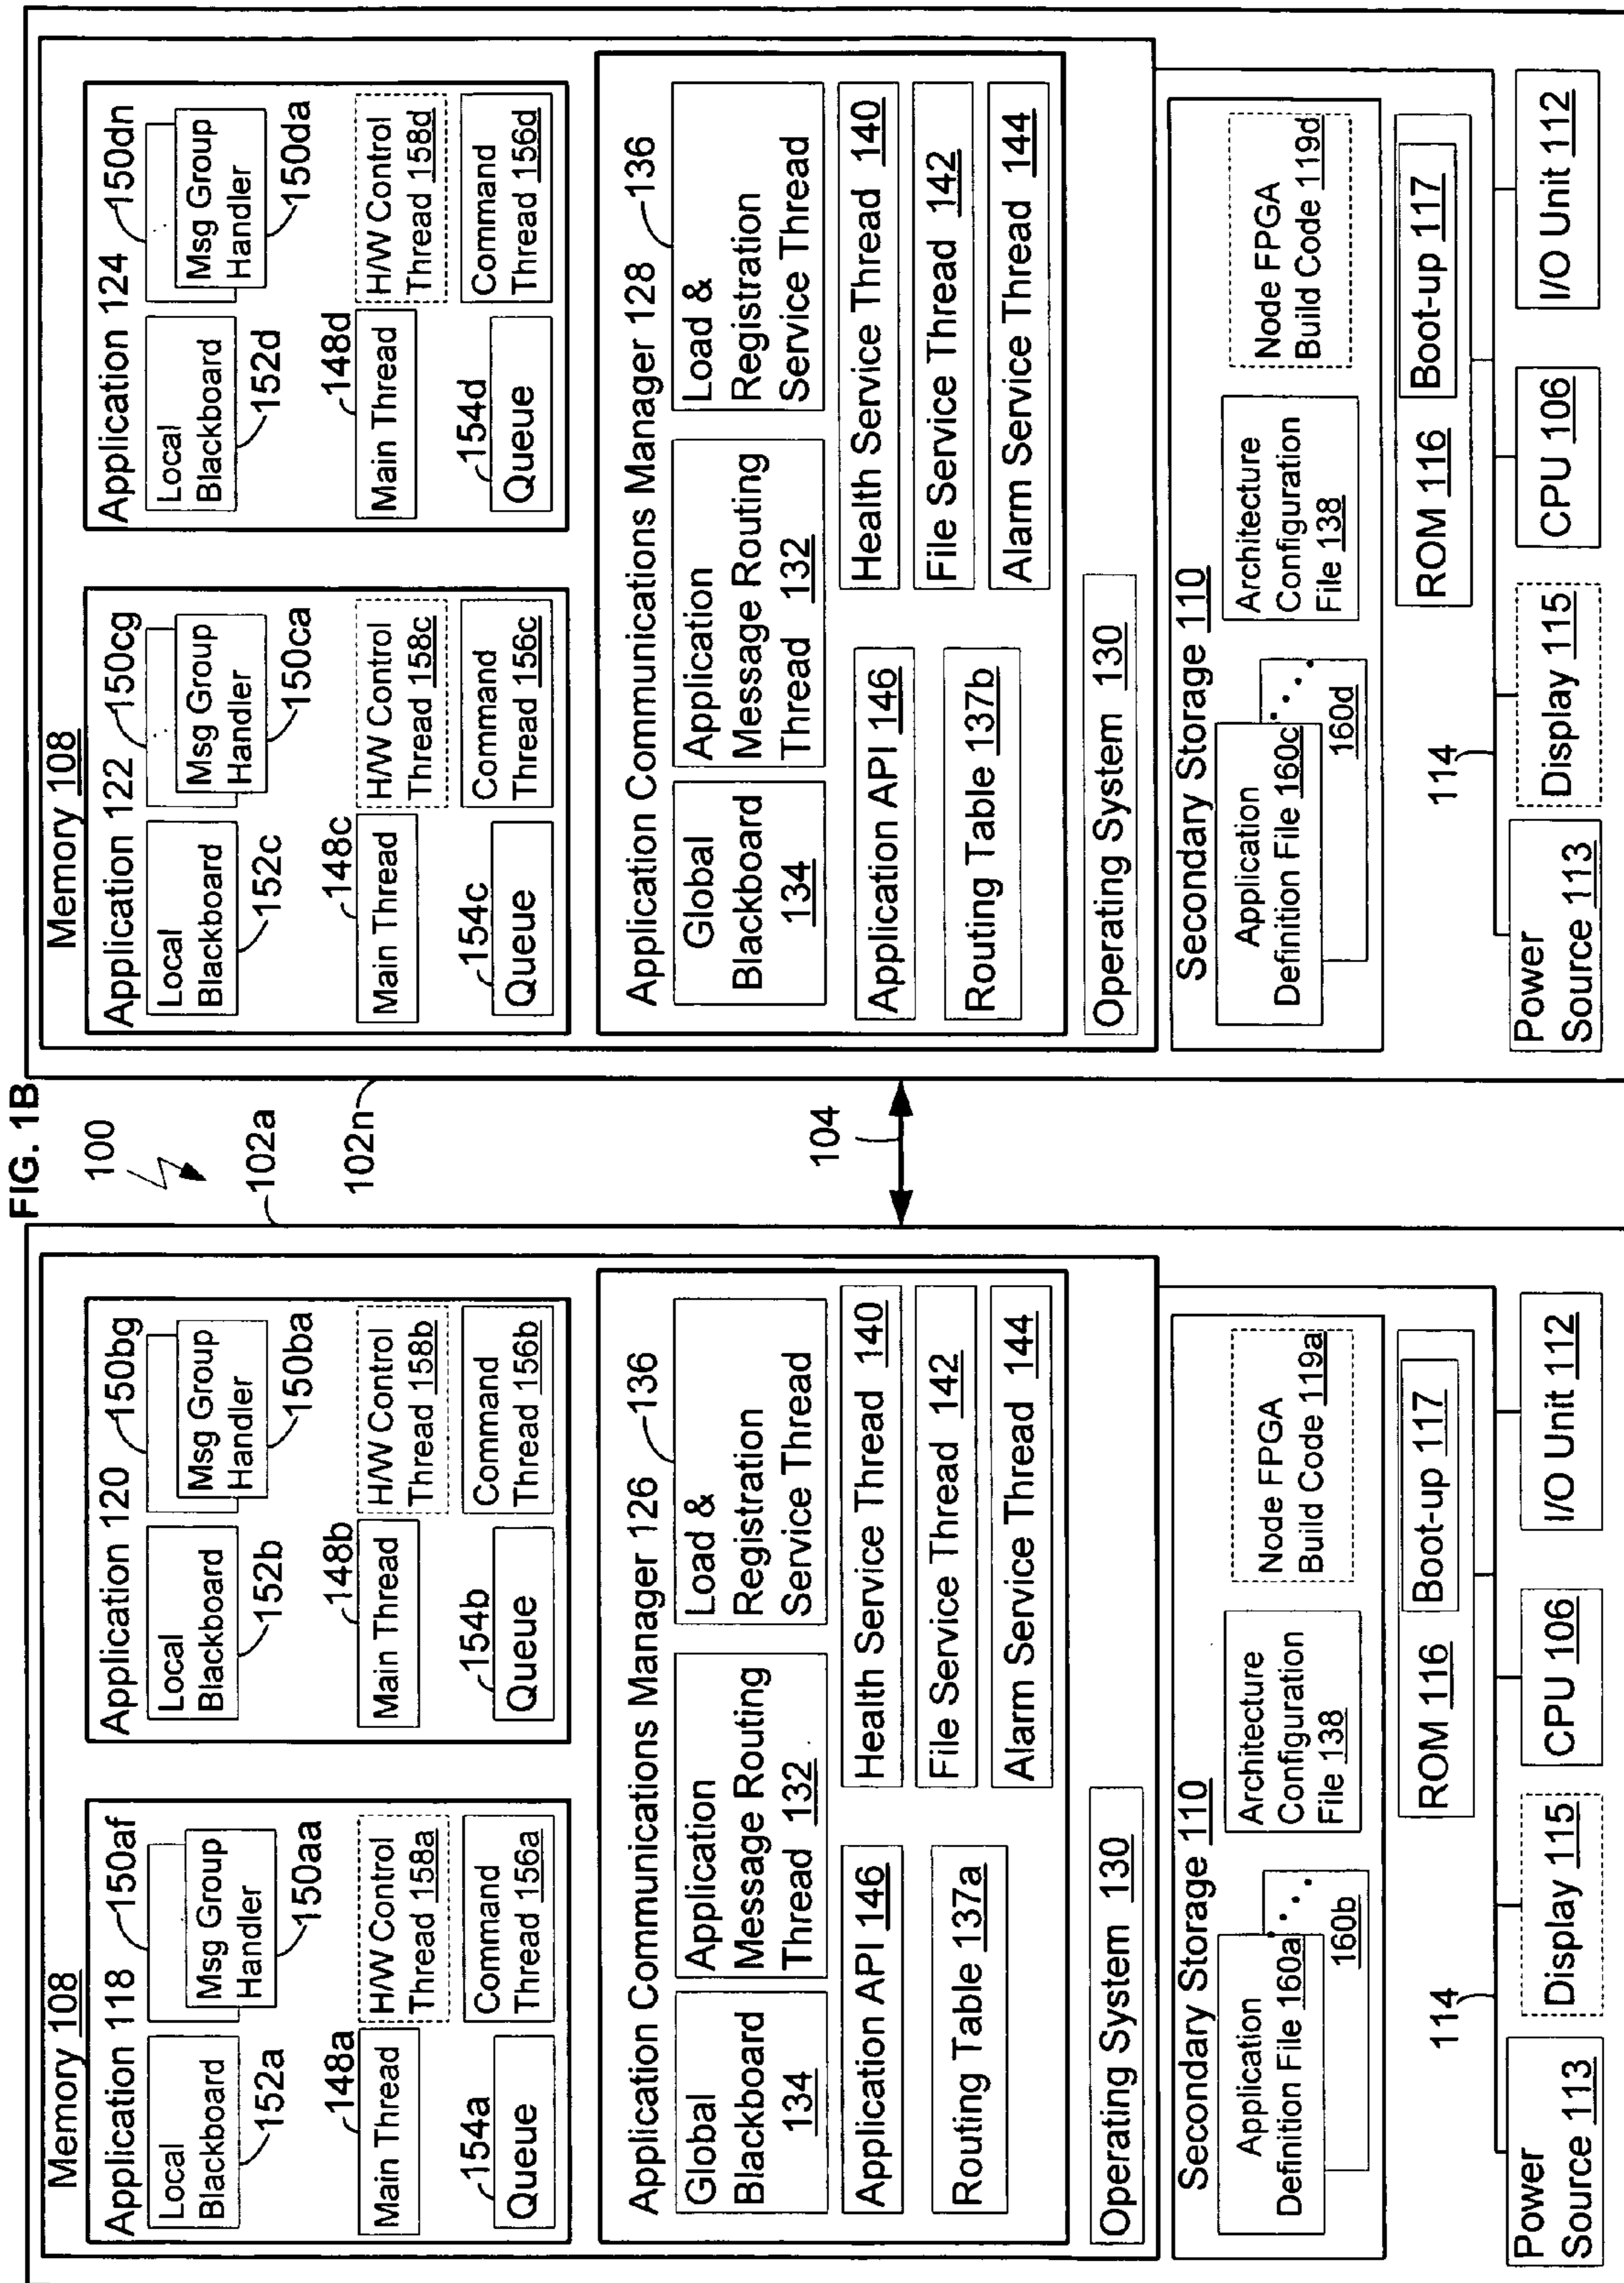 FIG. 1B
100
102a
102n
104
Memory 108
Application 118
150af
Local
Blackboard
Msg Group
Handler
152a
150aa
148a
Main Thread
H/W Control
Thread 158a
154a
Queue
Command
Thread 156a
Application 120
150bg
Local
Blackboard
Msg Group
Handler
152b
150ba
148b
Main Thread
H/W Control
Thread 158b
154b
Queue
Command
Thread 156b
Application Communications Manager 126
136
Global
Blackboard
134
Application
Message Routing
Thread 132
Load &
Registration
Service Thread
Application API 146
Health Service Thread 140
Routing Table 137a
File Service Thread 142
Alarm Service Thread 144
Operating System 130
Secondary Storage 110
Application
Definition File 160a
160b
Architecture
Configuration
File 138
Node FPGA
Build Code 119a
ROM 116
Boot-up 117
114
Power
Source 113
Display 115
CPU 106
I/O Unit 112
Memory 108
Application 122
150cg
Local
Blackboard
Msg Group
Handler
152c
150ca
148c
Main Thread
H/W Control
Thread 158c
154c
Queue
Command
Thread 156c
Application 124
150dn
Local
Blackboard
Msg Group
Handler
152d
150da
148d
Main Thread
H/W Control
Thread 158d
154d
Queue
Command
Thread 156d
Application Communications Manager 128
136
Global
Blackboard
134
Application
Message Routing
Thread 132
Load &
Registration
Service Thread
Application API 146
Health Service Thread 140
Routing Table 137b
File Service Thread 142
Alarm Service Thread 144
Operating System 130
Secondary Storage 110
Application
Definition File 160c
160d
Architecture
Configuration
File 138
Node FPGA
Build Code 119d
ROM 116
Boot-up 117
114
Power
Source 113
Display 115
CPU 106
I/O Unit 112